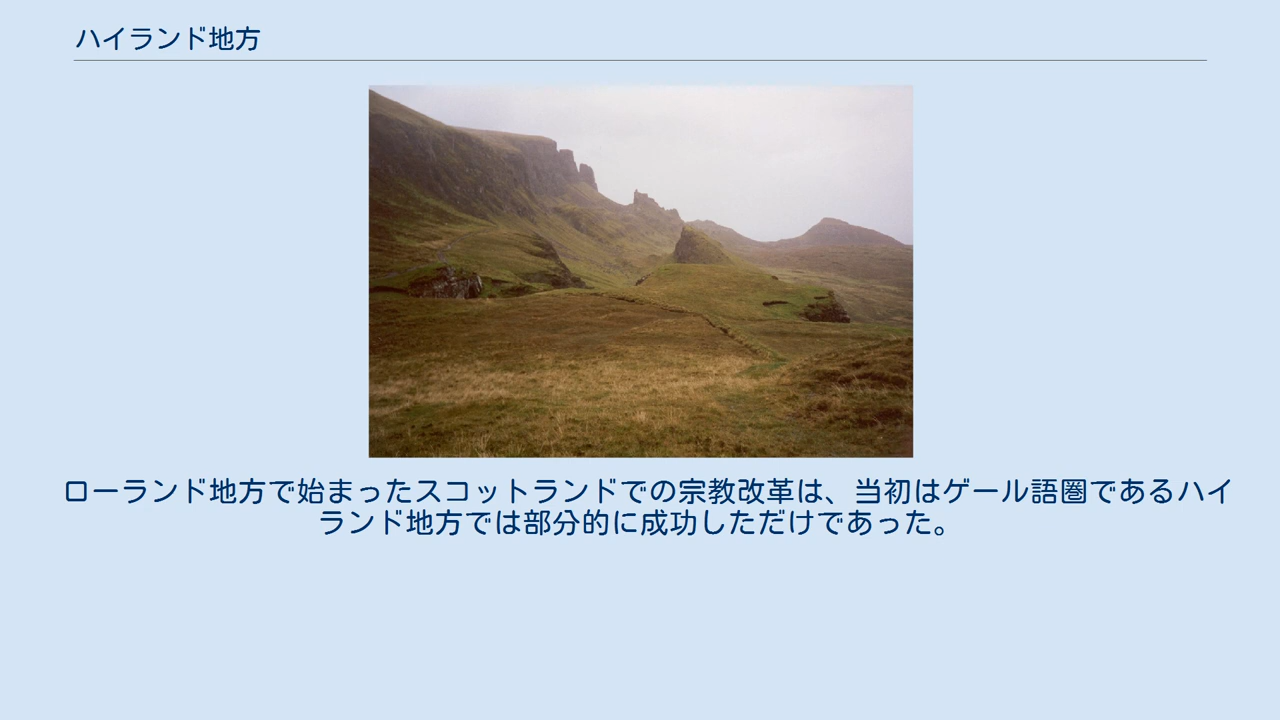 ハイランド地方
ローランド地方で始まったスコットランドでの宗教改革は、当初はゲール語圏であるハイ
ランド地方では部分的に成功しただけであった。